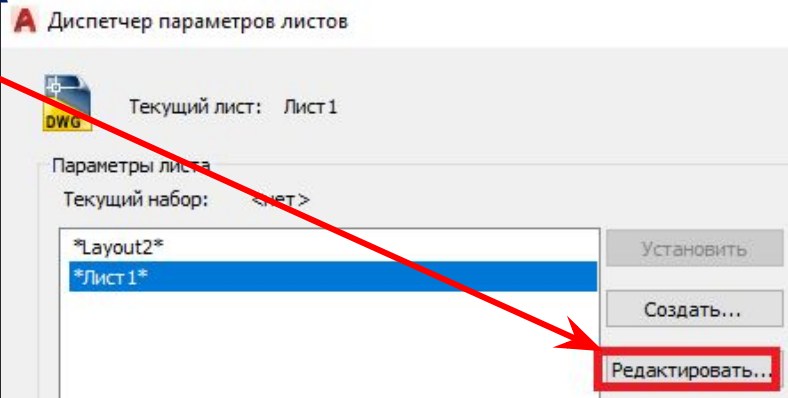 Диспетчер параметров листов
DWG
Текущий лист: Лист1
Параметры листа
Текущий набор: <нет>
*Layout2*
*Лист1*
Установить
Создать...
Редактировать...